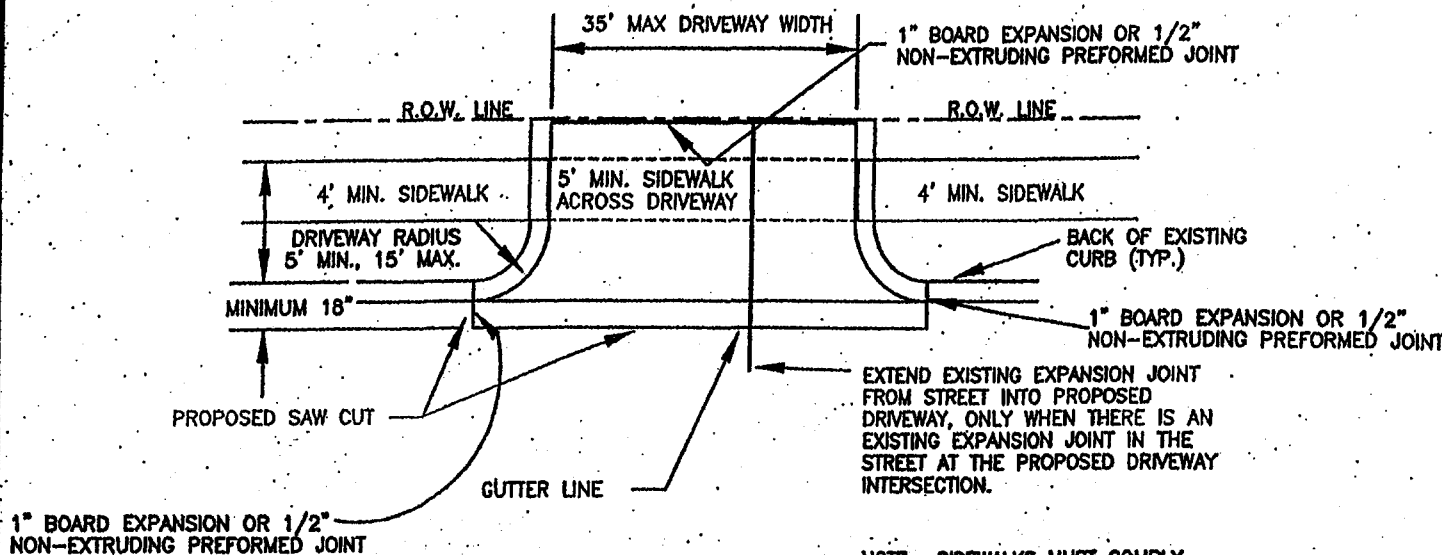 35' MAX DRIVEWAY WIDTH
1" BOARD EXPANSION OR 1/2"
NON-EXTRUDING PREFORMED JOINT
R.O.W. LINE
R.O.W. LINE
4' MIN. SIDEWALK
5' MIN. SIDEWALK
ACROSS DRIVEWAY
4' MIN. SIDEWALK
DRIVEWAY RADIUS
5' MIN., 15' MAX.
BACK OF EXISTING
CURB (TYP.)
MINIMUM 18"
1" BOARD EXPANSION OR 1/2"
NON-EXTRUDING PREFORMED JOINT
PROPOSED SAW CUT
EXTEND EXISTING EXPANSION JOINT
FROM STREET INTO PROPOSED
DRIVEWAY, ONLY WHEN THERE IS AN
EXISTING EXPANSION JOINT IN THE
STREET AT THE PROPOSED DRIVEWAY
INTERSECTION.
GUTTER LINE
1" BOARD EXPANSION OR 1/2"
NON-EXTRUDING PREFORMED JOINT
SIDEWALKS MUST COMPLY